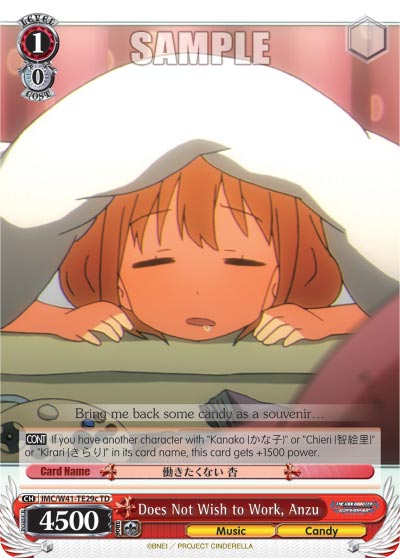 LEVEL
1
0
COST
SAMPLE
Bring me back some candy as a souvenir…
CONT If you have another character with "Kanako |かな子|" or "Chieri |智絵里|"
or "Kirari |きらり|" in its card name, this card gets +1500 power.
Card Name 働きたくない 杏
CH IMC/W41-TE29c TD
Does Not Wish to Work, Anzu
4500
Music Candy
©BNEI / PROJECT CINDERELLA